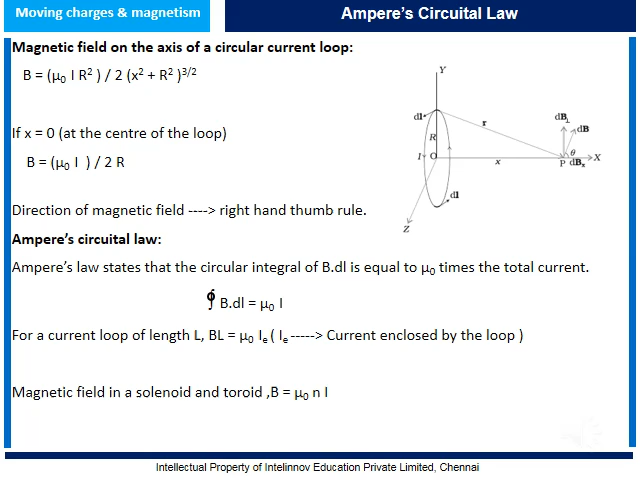 Moving charges & magnetism
Ampere's Circuital Law
Magnetic field on the axis of a circular current loop:
B = (μ₀ I R² ) / 2 (x² + R² )³/²
Y
dl
r
dB⊥
dB
R
If x = 0 (at the centre of the loop)
I
O
x
θ
P dBₓ
X
B = (μ₀ I ) / 2 R
dl
Z
Direction of magnetic field ----> right hand thumb rule.
Ampere's circuital law:
Ampere's law states that the circular integral of B.dl is equal to μ₀ times the total current.
∮ B.dl = μ₀ I
For a current loop of length L, BL = μ₀ Iₑ ( Iₑ -----> Current enclosed by the loop )
Magnetic field in a solenoid and toroid ,B = μ₀ n I
Intellectual Property of Intelinnov Education Private Limited, Chennai